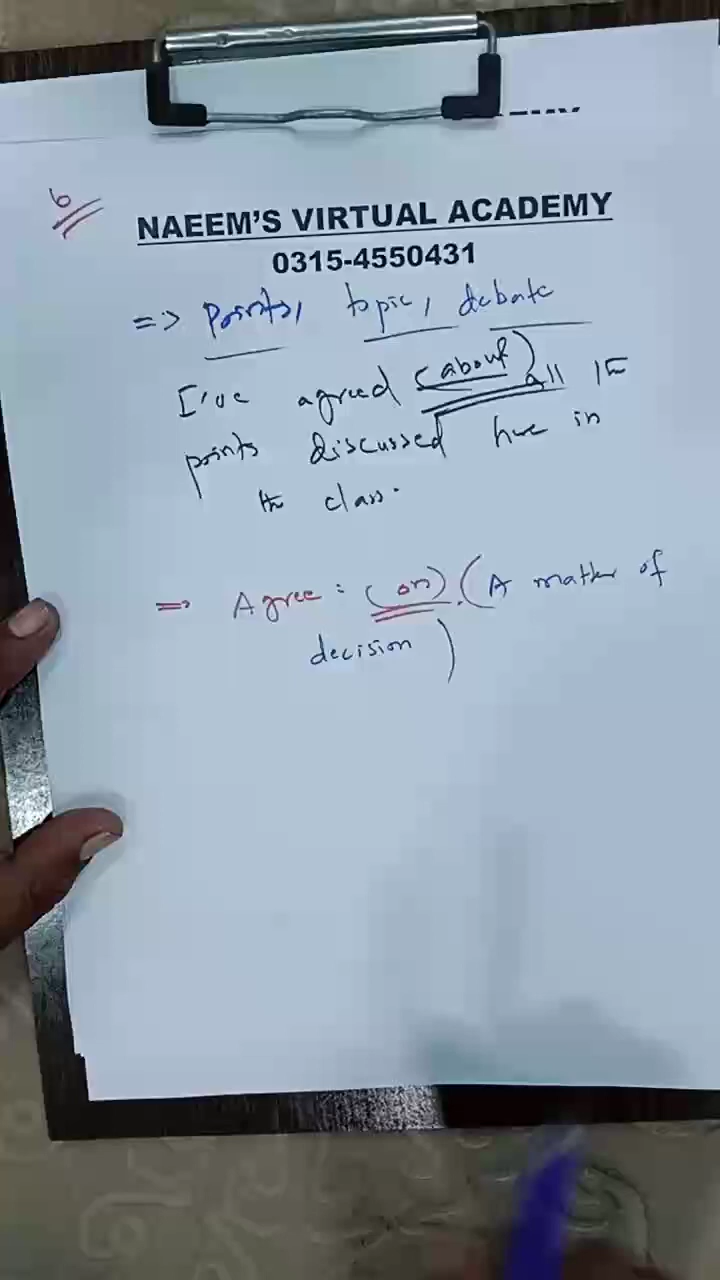 6
NAEEM'S VIRTUAL ACADEMY
0315-4550431
=> Points, topic, debate
I've agreed (about) all the
points discussed here in
the class.
=> Agree : (on). (A matter of
decision)